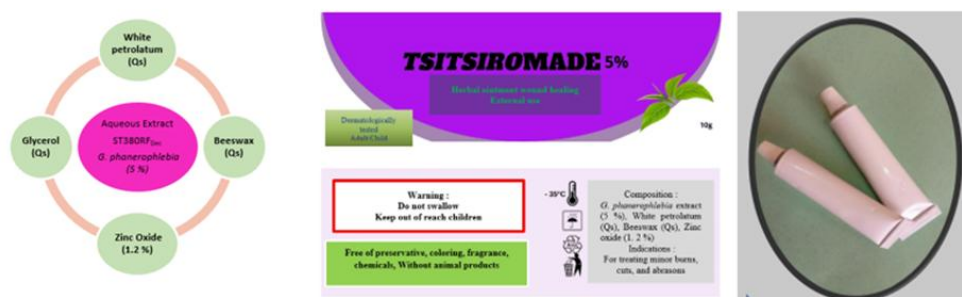 White
petrolatum
(Qs)
Glycerol
(Qs)
Aqueous Extract
ST380RFDec
G. phanerophlebia
(5 %)
Beeswax
(Qs)
Zinc Oxide
(1.2 %)
TSITSIROMADE 5%
Herbal ointment wound healing
External use
Dermatologically
tested
Adult/Child
10g
Warning :
Do not swallow
Keep out of reach children
Free of preservative, coloring, fragrance,
chemicals, Without animal products
- 35°C
Composition :
G. phanerophlebia extract
(5 %), White petrolatum
(Qs), Beeswax (Qs), Zinc
oxide (1. 2 %)
Indications :
For treating minor burns,
cuts, and abrasons